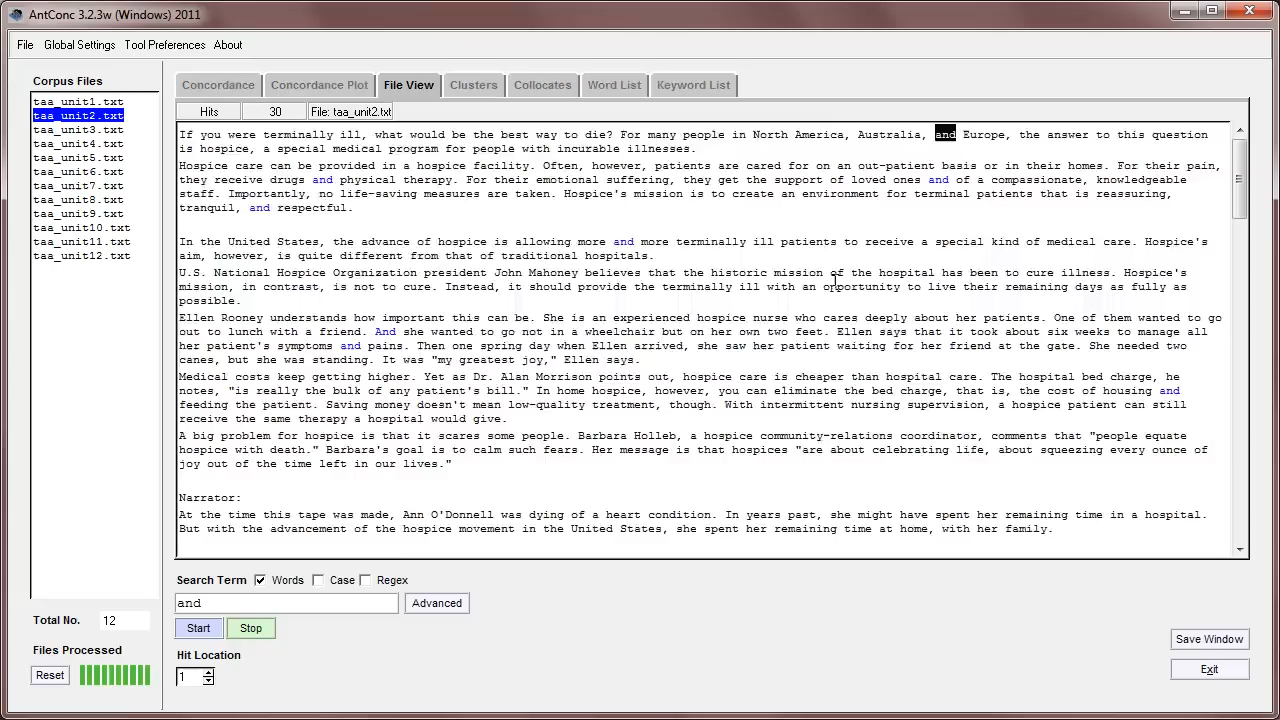 AntConc 3.2.3w (Windows) 2011
File Global Settings Tool Preferences About
Corpus Files
taa_unit1.txt
taa_unit2.txt
taa_unit3.txt
taa_unit4.txt
taa_unit5.txt
taa_unit6.txt
taa_unit7.txt
taa_unit8.txt
taa_unit9.txt
taa_unit10.txt
taa_unit11.txt
taa_unit12.txt
Total No. 12
Files Processed
Reset
Concordance Concordance Plot File View Clusters Collocates Word List Keyword List
Hits 30 File: taa_unit2.txt
If you were terminally ill, what would be the best way to die? For many people in North America, Australia, and Europe, the answer to this question
is hospice, a special medical program for people with incurable illnesses.
Hospice care can be provided in a hospice facility. Often, however, patients are cared for on an out-patient basis or in their homes. For their pain,
they receive drugs and physical therapy. For their emotional suffering, they get the support of loved ones and of a compassionate, knowledgeable
staff. Importantly, no life-saving measures are taken. Hospice's mission is to create an environment for terminal patients that is reassuring,
tranquil, and respectful.
In the United States, the advance of hospice is allowing more and more terminally ill patients to receive a special kind of medical care. Hospice's
aim, however, is quite different from that of traditional hospitals.
U.S. National Hospice Organization president John Mahoney believes that the historic mission of the hospital has been to cure illness. Hospice's
mission, in contrast, is not to cure. Instead, it should provide the terminally ill with an opportunity to live their remaining days as fully as
possible.
Ellen Rooney understands how important this can be. She is an experienced hospice nurse who cares deeply about her patients. One of them wanted to go
out to lunch with a friend. And she wanted to go not in a wheelchair but on her own two feet. Ellen says that it took about six weeks to manage all
her patient's symptoms and pains. Then one spring day when Ellen arrived, she saw her patient waiting for her friend at the gate. She needed two
canes, but she was standing. It was "my greatest joy," Ellen says.
Medical costs keep getting higher. Yet as Dr. Alan Morrison points out, hospice care is cheaper than hospital care. The hospital bed charge, he
notes, "is really the bulk of any patient's bill." In home hospice, however, you can eliminate the bed charge, that is, the cost of housing and
feeding the patient. Saving money doesn't mean low-quality treatment, though. With intermittent nursing supervision, a hospice patient can still
receive the same therapy a hospital would give.
A big problem for hospice is that it scares some people. Barbara Holleb, a hospice community-relations coordinator, comments that "people equate
hospice with death." Barbara's goal is to calm such fears. Her message is that hospices "are about celebrating life, about squeezing every ounce of
joy out of the time left in our lives."
Narrator:
At the time this tape was made, Ann O'Donnell was dying of a heart condition. In years past, she might have spent her remaining time in a hospital.
But with the advancement of the hospice movement in the United States, she spent her remaining time at home, with her family.
Search Term Words Case Regex
and
Advanced
Start Stop
Hit Location
1
Save Window
Exit